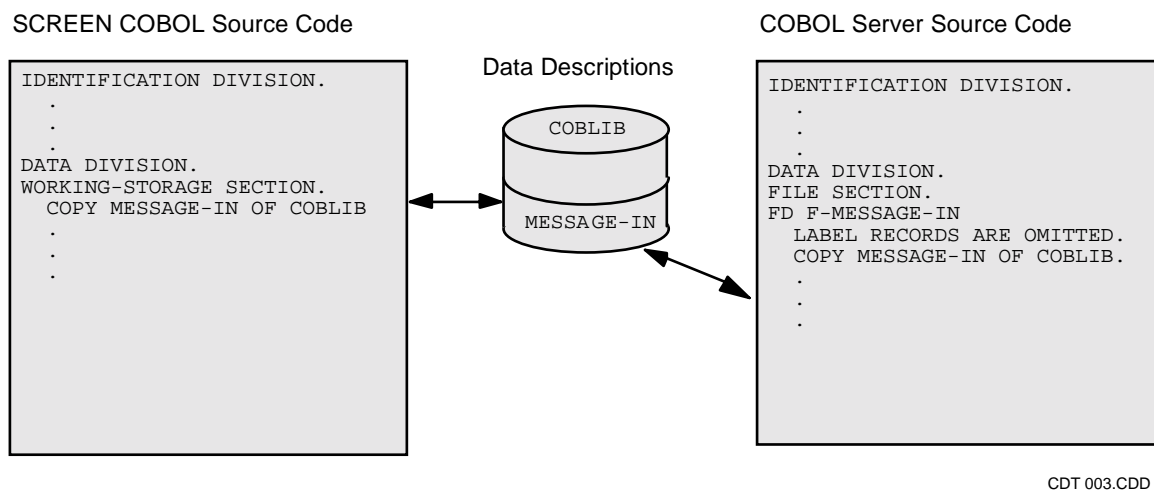 SCREEN COBOL Source Code
IDENTIFICATION DIVISION.
.
.
.
DATA DIVISION.
WORKING-STORAGE SECTION.
COPY MESSAGE-IN OF COBLIB
.
.
.
Data Descriptions
COBLIB
MESSAGE-IN
COBOL Server Source Code
IDENTIFICATION DIVISION.
.
.
.
DATA DIVISION.
FILE SECTION.
FD F-MESSAGE-IN
LABEL RECORDS ARE OMITTED.
COPY MESSAGE-IN OF COBLIB.
.
.
.
CDT 003.CDD